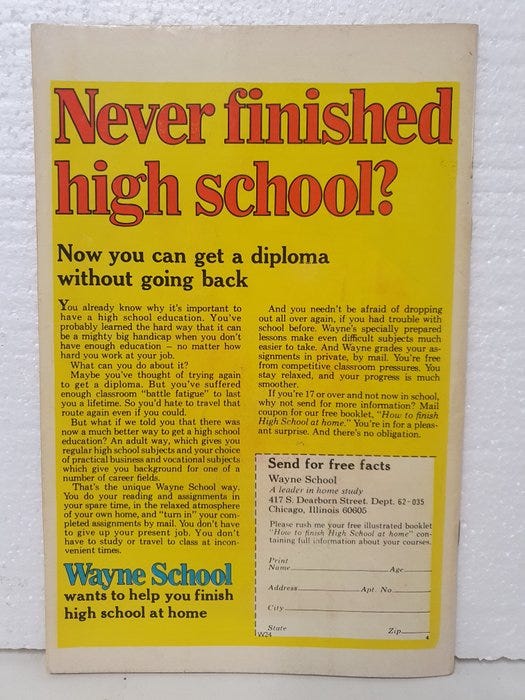 Never finished
high school?
Now you can get a diploma
without going back
You already know why it's important to
have a high school education. You've
probably learned the hard way that it can
be a mighty big handicap when you don't
have enough education – no matter how
hard you work at your job.
What can you do about it?
Maybe you've thought of trying again
to get a diploma. But you've suffered
enough classroom "battle fatigue" to last
you a lifetime. So you'd hate to travel that
route again even if you could.
But what if we told you that there was
now a much better way to get a high school
education? An adult way, which gives you
regular high school subjects and your choice
of practical business and vocational subjects
which give you background for one of a
number of career fields.
That's the unique Wayne School way.
You do your reading and assignments in
your spare time, in the relaxed atmosphere
of your own home, and "turn in" your com-
pleted assignments by mail. You don't have
to give up your present job. You don't
have to study or travel to class at incon-
venient times.
Wayne School
wants to help you finish
high school at home
And you needn't be afraid of dropping
out all over again, if you had trouble with
school before. Wayne's specially prepared
lessons make even difficult subjects much
easier to take. And Wayne grades your as-
signments in private, by mail. You're free
from competitive classroom pressures. You
stay relaxed, and your progress is much
smoother.
If you're 17 or over and not now in school,
why not send for more information? Mail
coupon for our free booklet, "How to finish
High School at home." You're in for a pleas-
ant surprise. And there's no obligation.
Send for free facts
Wayne School
A leader in home study
417 S. Dearborn Street. Dept. 62-035
Chicago, Illinois 60605
Please rush me your free illustrated booklet
"How to finish High School at home" con-
taining full information about your courses.
Print
Name Age
Address Apt. No.
City
State Zip
W24 4